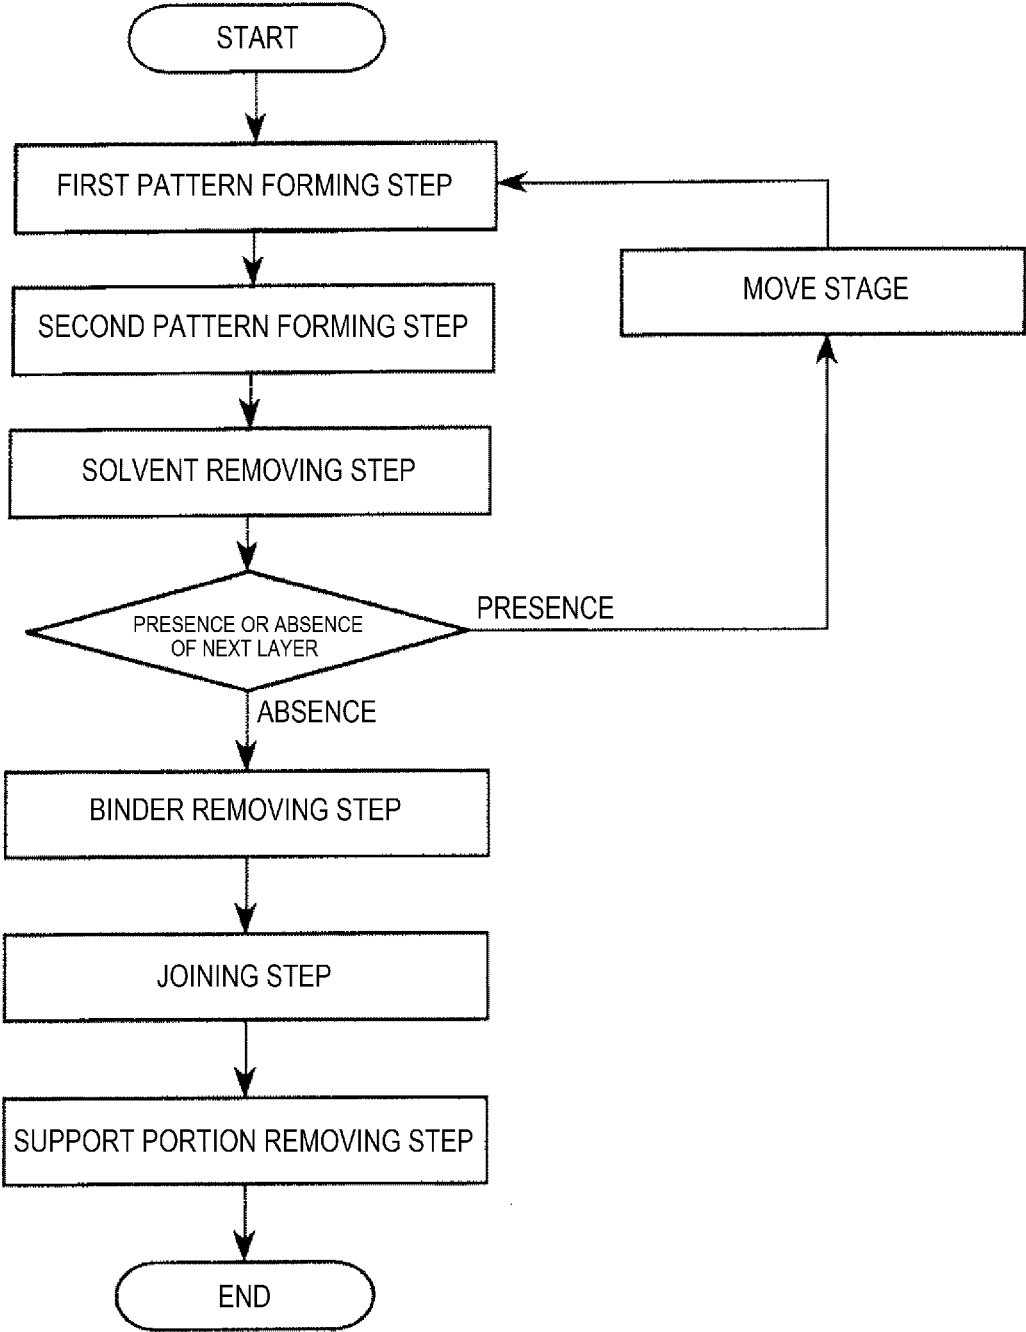 START
FIRST PATTERN FORMING STEP
MOVE STAGE
SECOND PATTERN FORMING STEP
SOLVENT REMOVING STEP
PRESENCE
PRESENCE OR ABSENCE
OF NEXT LAYER
ABSENCE
BINDER REMOVING STEP
JOINING STEP
SUPPORT PORTION REMOVING STEP
END